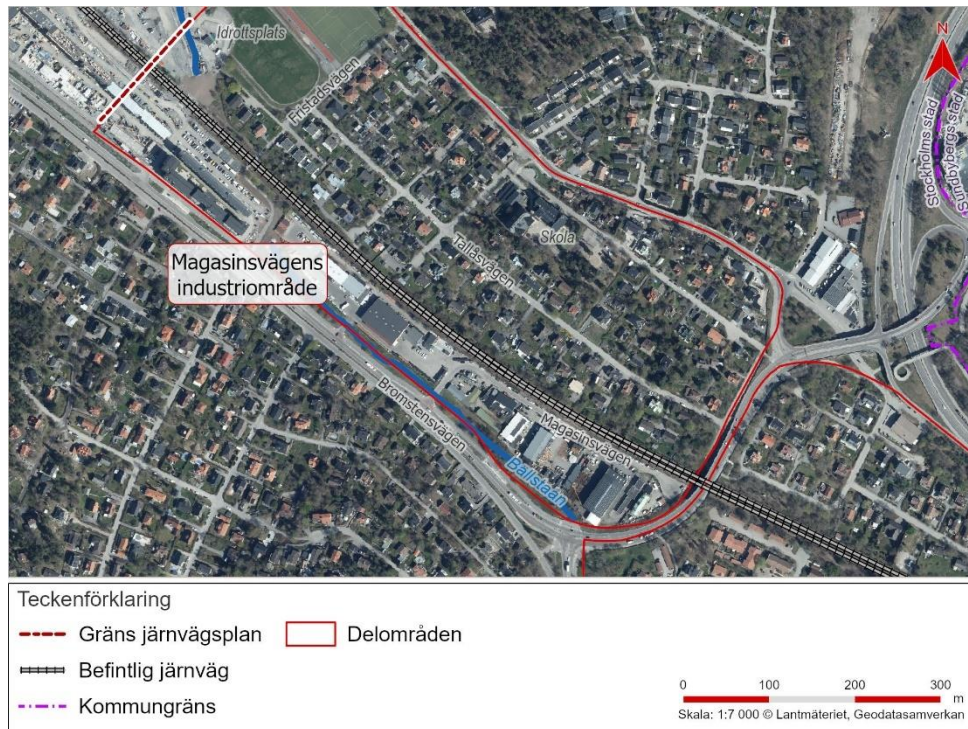 Idrottsplats
N
Fristadsvägen
Stockholms stad
Sundbybergs stad
Skola
Tallåsvägen
Magasinsvägens
industriområde
Bromstensvägen
Magasinsvägen
Bällstaån
Teckenförklaring
Gräns järnvägsplan
Delområden
Befintlig järnväg
Kommungräns
0 100 200 300
m
Skala: 1:7 000 © Lantmäteriet, Geodatasamverkan